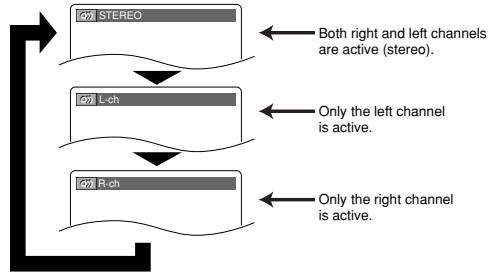 STEREO
Both right and left channels
are active (stereo).
L-ch
Only the left channel
is active.
R-ch
Only the right channel
is active.